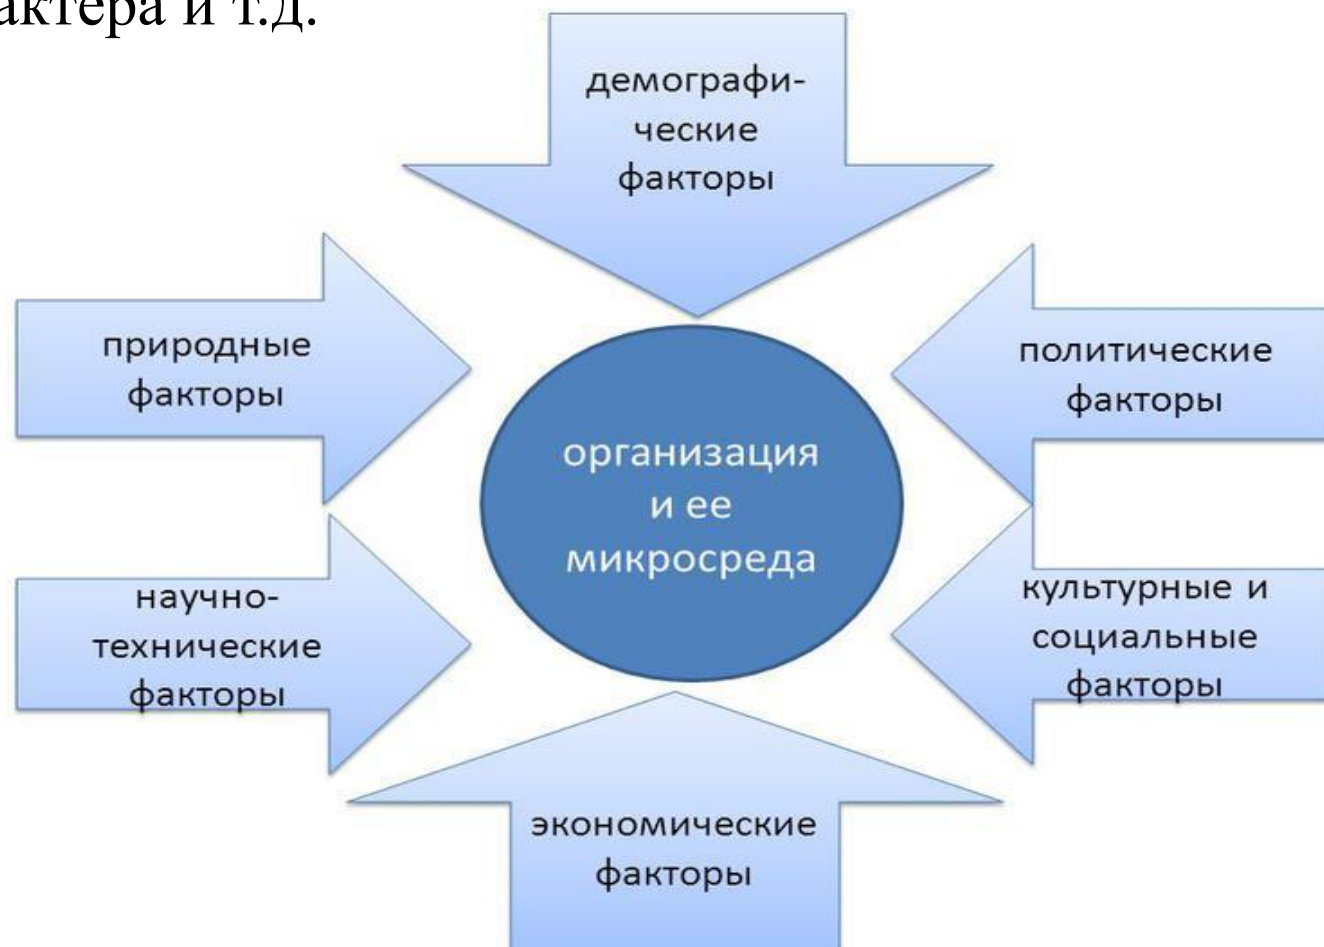 актера и т.д.
демографи-
ческие
факторы
природные
факторы
политические
факторы
организация
и ее
микросреда
научно-
технические
факторы
культурные и
социальные
факторы
экономические
факторы